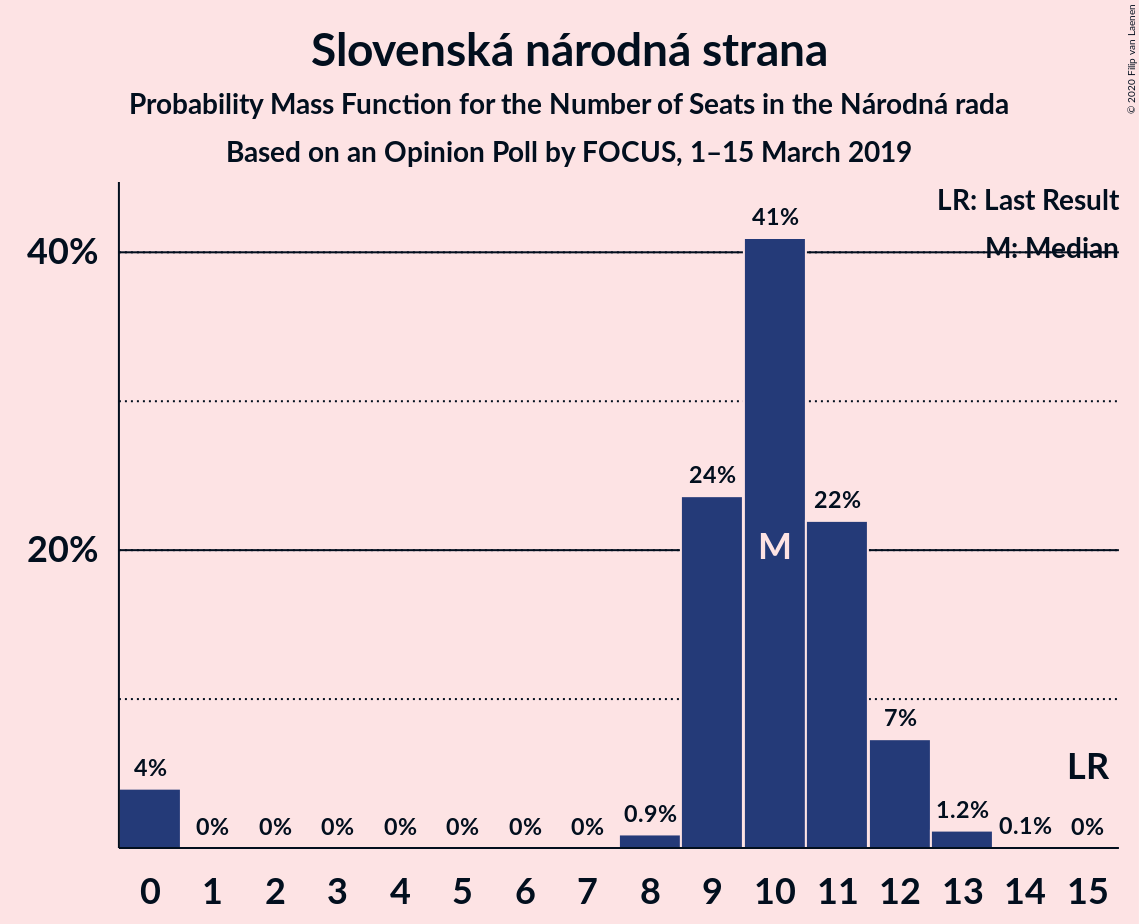 Slovenská národná strana
Probability Mass Function for the Number of Seats in the Národná rada
Based on an Opinion Poll by FOCUS, 1–15 March 2019
© 2020 Filip van Laenen
LR: Last Result
M: Median
40%
20%
4%
0%
0%
0%
0%
0%
0%
0%
0.9%
24%
41%
22%
7%
1.2%
0.1%
0%
M
LR
0 1 2 3 4 5 6 7 8 9 10 11 12 13 14 15